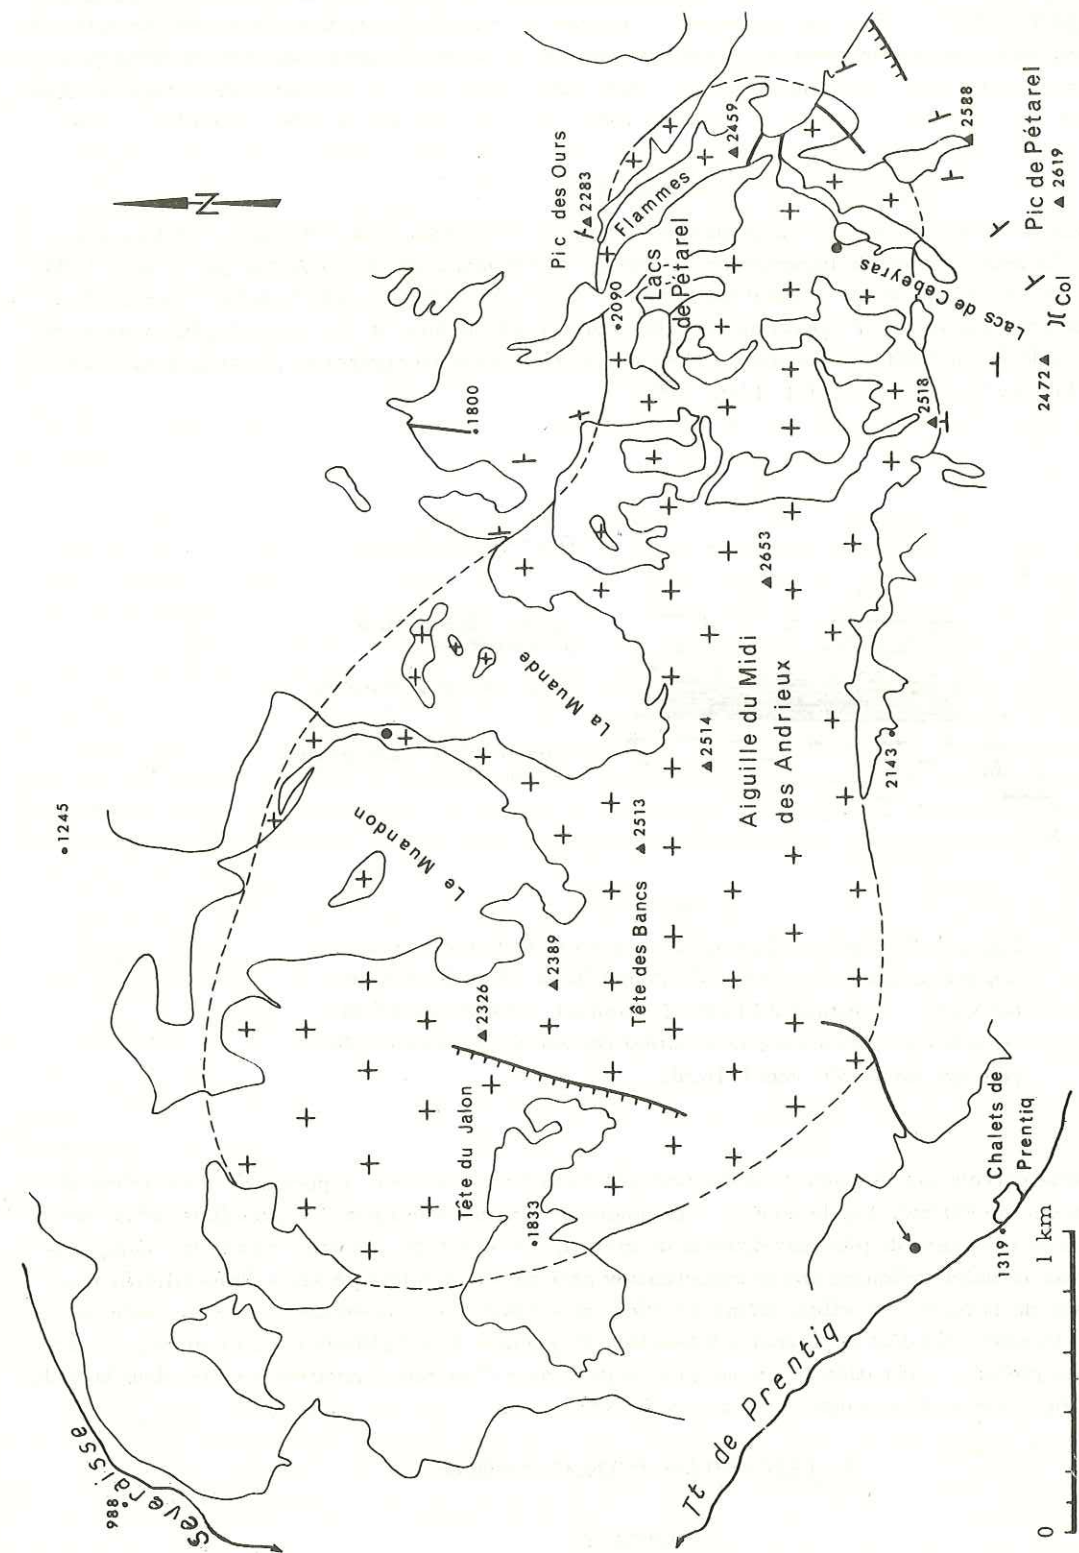 N
Pic des Ours
2283
Flammes
2459
Lacs
de Pétarel
2090
2588
Pic de Pétarel
2619
Lacs de Cebeyras
Col
2472
2518
1800
2653
La Muande
Aiguille du Midi
des Andrieux
2514
2143
1245
Le Muandon
2513
Tête des Bancs
2389
2326
Tête du Jalon
1833
Chalets de
Prentiq
1319
Tt de Prentiq
Severaisse
988
0
1 km